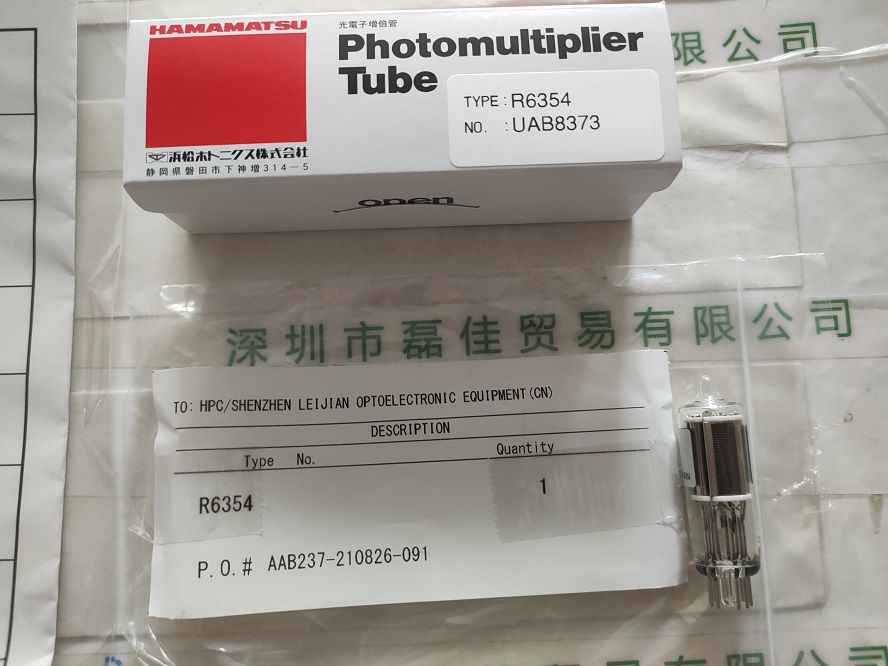 HAMAMATSU
光電子増倍管
Photomultiplier
Tube
TYPE : R6354
NO. : UAB8373
浜松ホトニクス株式会社
静岡県磐田市下神増314-5
open
限公司
深圳市磊佳贸易有限公司
TO: HPC/SHENZHEN LEIJIAN OPTOELECTRONIC EQUIPMENT(CN)
DESCRIPTION
Type No.
Quantity
R6354
1
P.O.# AAB237-210826-091